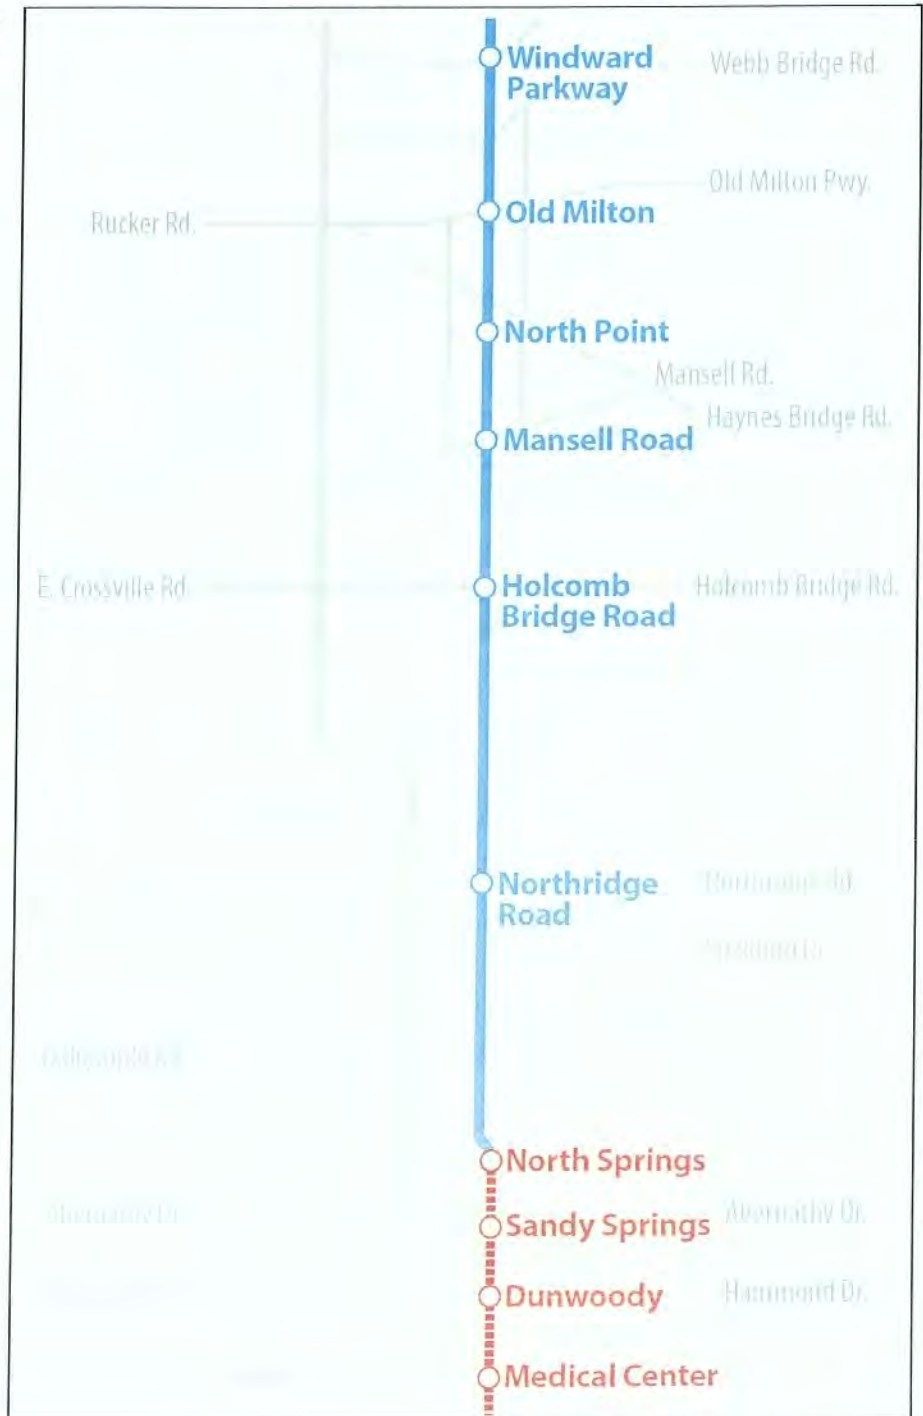 Windward
Parkway
Webb Bridge Rd.
Old Milton Pwy.
Rucker Rd.
Old Milton
North Point
Mansell Rd.
Haynes Bridge Rd.
Mansell Road
E. Crossville Rd.
Holcomb
Bridge Road
Holcomb Bridge Rd.
Northridge
Road
Northridge Rd.
North Springs
Sandy Springs
Dunwoody
Hammond Dr.
Medical Center